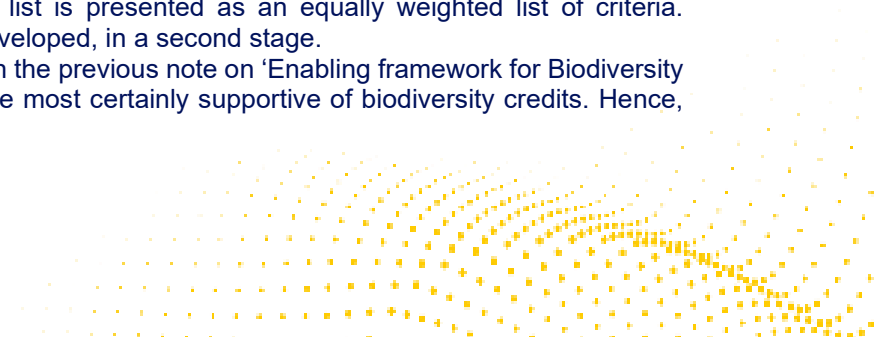 list is presented as an equally weighted list of criteria.
veloped, in a second stage.
the previous note on ‘Enabling framework for Biodiversity
e most certainly supportive of biodiversity credits. Hence,